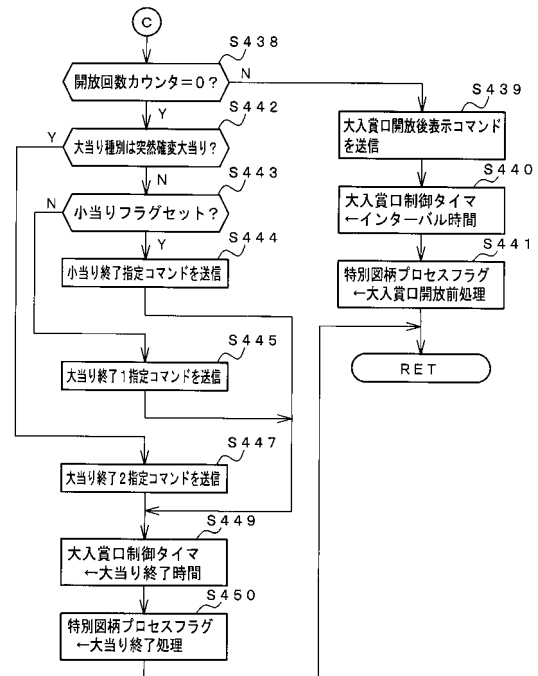 C
S438
開放回数カウンタ＝0？
N
Y
S439
大入賞口開放後表示コマンド
を送信
S442
大当り種別は突然確変大当り？
Y
N
S440
大入賞口制御タイマ
←インターバル時間
S443
小当りフラグセット？
N
Y
S441
特別図柄プロセスフラグ
←大入賞口開放前処理
S444
小当り終了指定コマンドを送信
RET
S445
大当り終了1指定コマンドを送信
S447
大当り終了2指定コマンドを送信
S449
大入賞口制御タイマ
←大当り終了時間
S450
特別図柄プロセスフラグ
←大当り終了処理